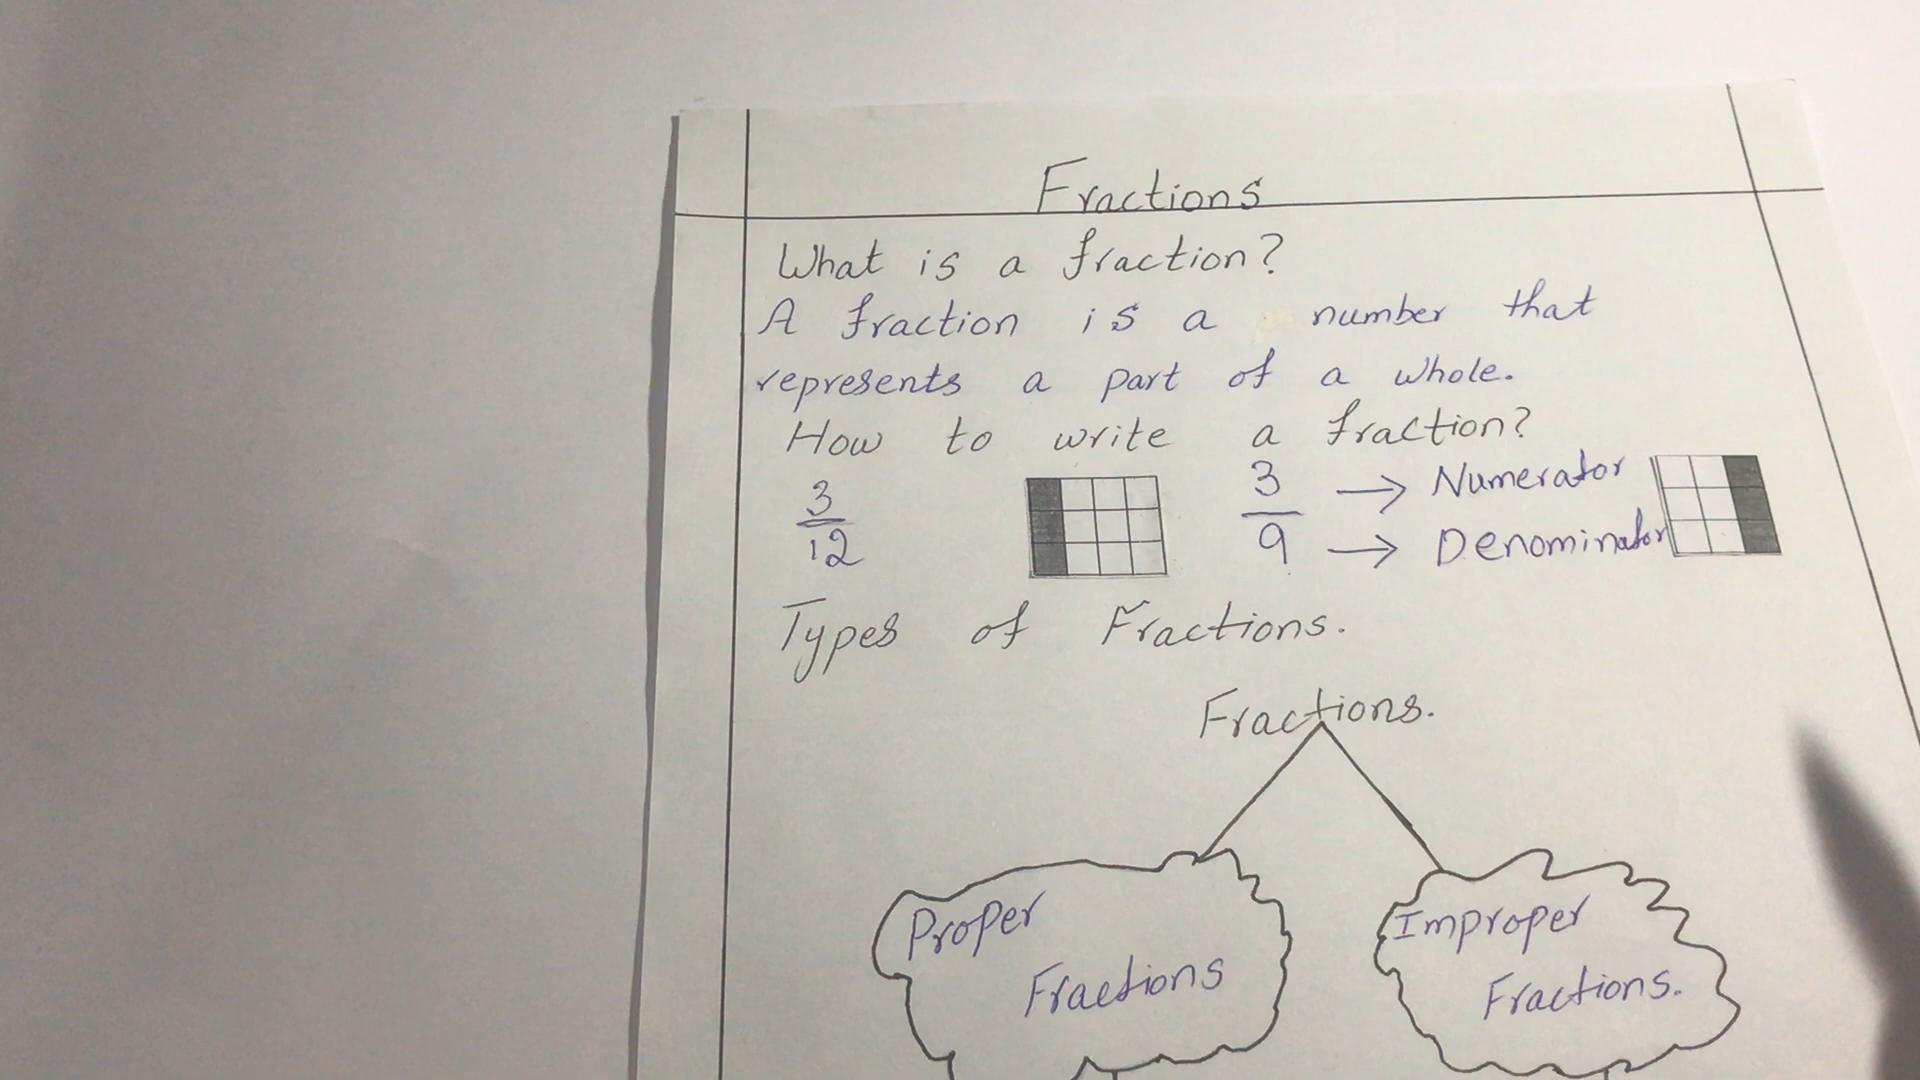 Fractions
What is a fraction?
A fraction is a number that
represents a part of a whole.
How to write a fraction?
3/12 3/9 → Numerator → Denominator
Types of Fractions.
Fractions.
Proper Fractions
Improper Fractions.